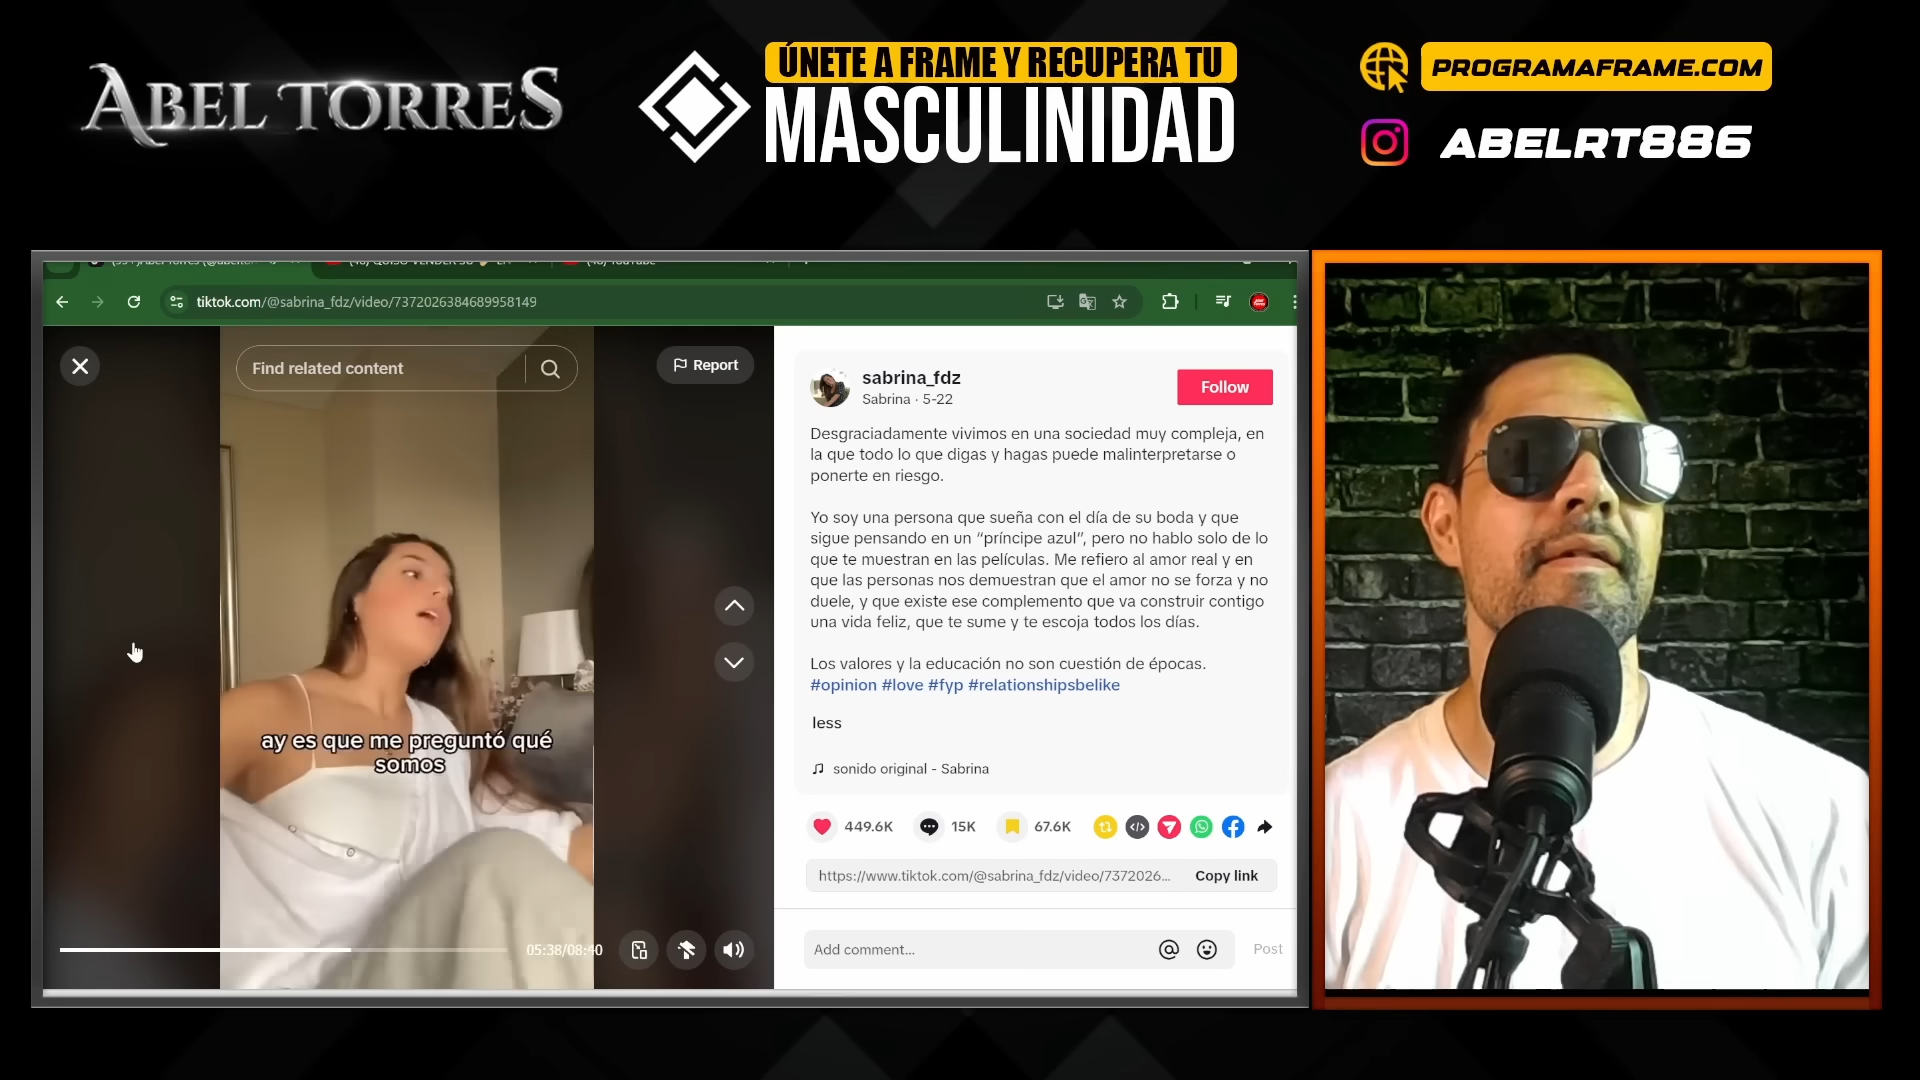 ABEL TORRES
ÚNETE A FRAME Y RECUPERA TU
MASCULINIDAD
PROGRAMAFRAME.COM
ABELRT886
tiktok.com/@sabrina_fdz/video/7372026384689958149
Find related content
Report
ay es que me preguntó qué
somos
05:38/08:40
sabrina_fdz
Sabrina · 5-22
Follow
Desgraciadamente vivimos en una sociedad muy compleja, en
la que todo lo que digas y hagas puede malinterpretarse o
ponerte en riesgo.
Yo soy una persona que sueña con el día de su boda y que
sigue pensando en un “príncipe azul”, pero no hablo solo de lo
que te muestran en las películas. Me refiero al amor real y en
que las personas nos demuestran que el amor no se forza y no
duele, y que existe ese complemento que va construir contigo
una vida feliz, que te sume y te escoja todos los días.
Los valores y la educación no son cuestión de épocas.
#opinion #love #fyp #relationshipsbelike
less
sonido original - Sabrina
449.6K 15K 67.6K
https://www.tiktok.com/@sabrina_fdz/video/7372026...
Copy link
Add comment...
Post